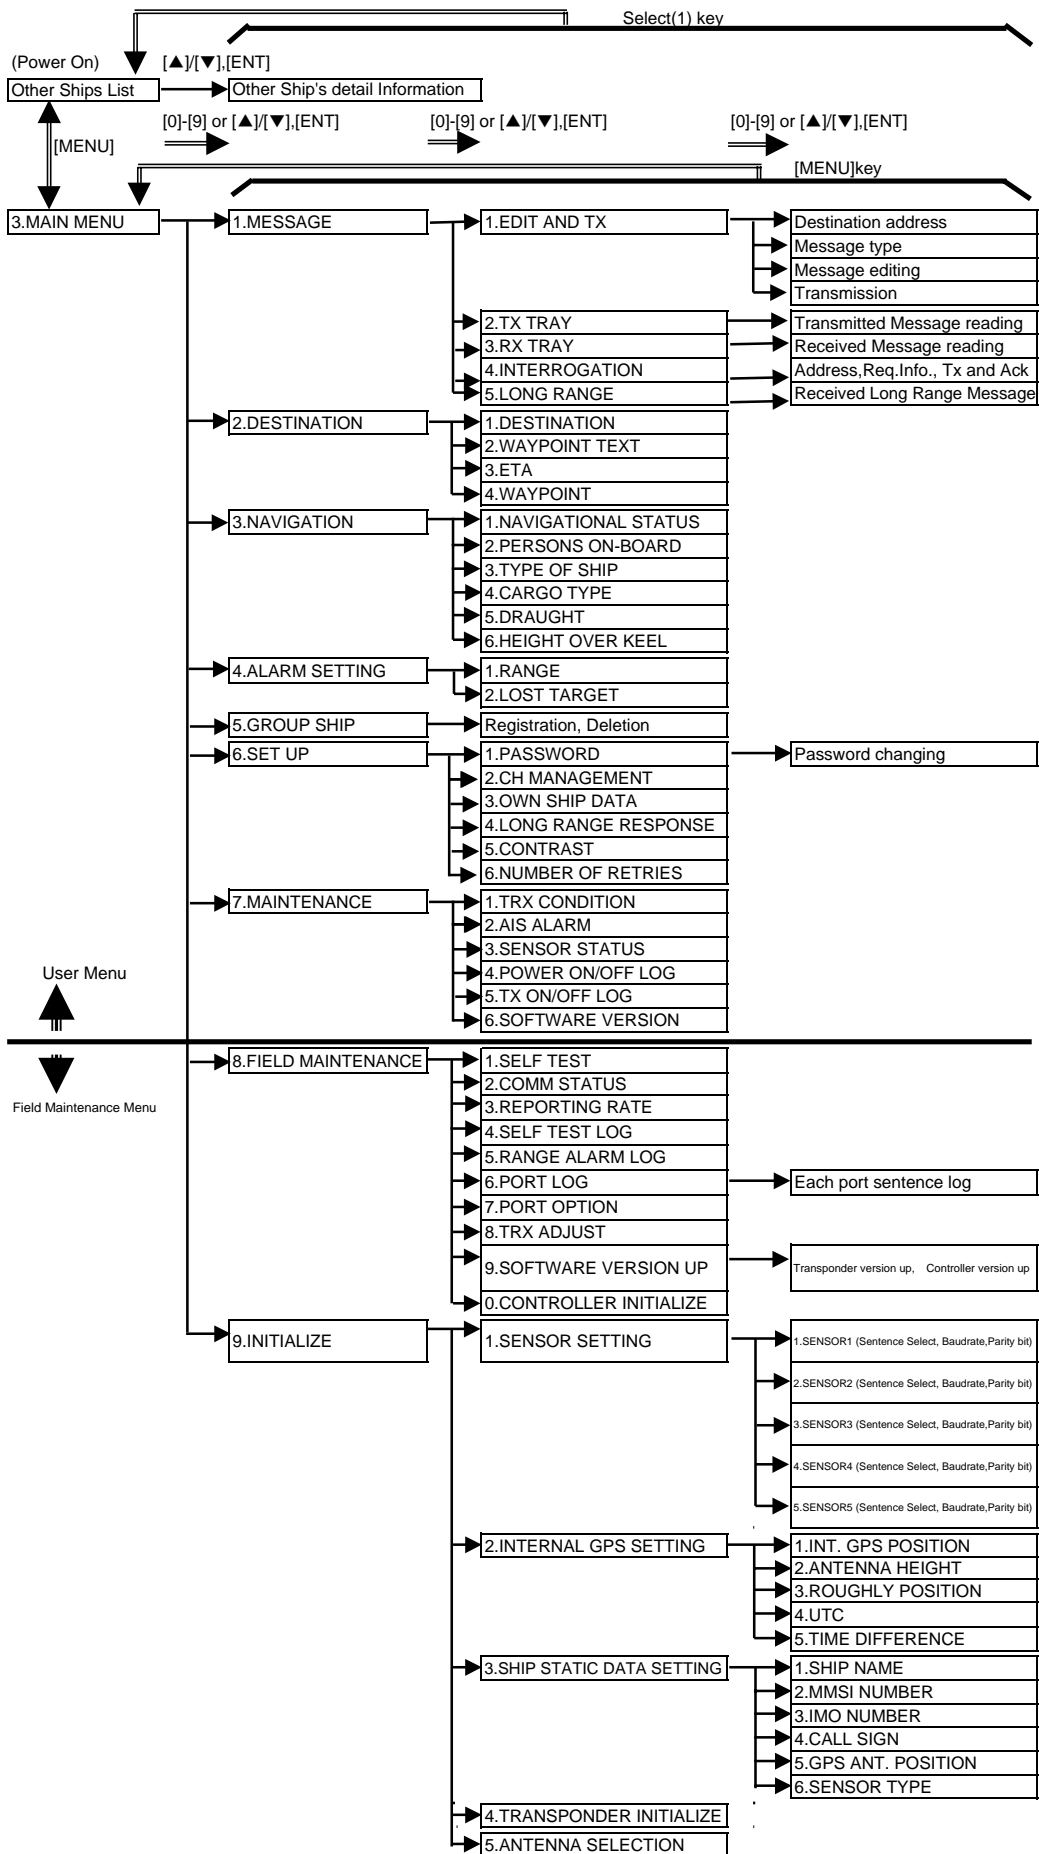 Select(1) key
(Power On)
[▲]/[▼],[ENT]
Other Ships List
Other Ship's detail Information
[0]-[9] or [▲]/[▼],[ENT]
[0]-[9] or [▲]/[▼],[ENT]
[0]-[9] or [▲]/[▼],[ENT]
[MENU]
[MENU]key
3.MAIN MENU
1.MESSAGE
1.EDIT AND TX
Destination address
Message type
Message editing
Transmission
2.TX TRAY
Transmitted Message reading
3.RX TRAY
Received Message reading
4.INTERROGATION
Address,Req.Info., Tx and Ack
5.LONG RANGE
Received Long Range Message
2.DESTINATION
1.DESTINATION
2.WAYPOINT TEXT
3.ETA
4.WAYPOINT
3.NAVIGATION
1.NAVIGATIONAL STATUS
2.PERSONS ON-BOARD
3.TYPE OF SHIP
4.CARGO TYPE
5.DRAUGHT
6.HEIGHT OVER KEEL
4.ALARM SETTING
1.RANGE
2.LOST TARGET
5.GROUP SHIP
Registration, Deletion
6.SET UP
1.PASSWORD
Password changing
2.CH MANAGEMENT
3.OWN SHIP DATA
4.LONG RANGE RESPONSE
5.CONTRAST
6.NUMBER OF RETRIES
7.MAINTENANCE
1.TRX CONDITION
2.AIS ALARM
3.SENSOR STATUS
4.POWER ON/OFF LOG
5.TX ON/OFF LOG
6.SOFTWARE VERSION
User Menu
Field Maintenance Menu
8.FIELD MAINTENANCE
1.SELF TEST
2.COMM STATUS
3.REPORTING RATE
4.SELF TEST LOG
5.RANGE ALARM LOG
6.PORT LOG
Each port sentence log
7.PORT OPTION
8.TRX ADJUST
9.SOFTWARE VERSION UP
Transponder version up, Controller version up
0.CONTROLLER INITIALIZE
9.INITIALIZE
1.SENSOR SETTING
1.SENSOR1 (Sentence Select, Baudrate,Parity bit)
2.SENSOR2 (Sentence Select, Baudrate,Parity bit)
3.SENSOR3 (Sentence Select, Baudrate,Parity bit)
4.SENSOR4 (Sentence Select, Baudrate,Parity bit)
5.SENSOR5 (Sentence Select, Baudrate,Parity bit)
2.INTERNAL GPS SETTING
1.INT. GPS POSITION
2.ANTENNA HEIGHT
3.ROUGHLY POSITION
4.UTC
5.TIME DIFFERENCE
3.SHIP STATIC DATA SETTING
1.SHIP NAME
2.MMSI NUMBER
3.IMO NUMBER
4.CALL SIGN
5.GPS ANT. POSITION
6.SENSOR TYPE
4.TRANSPONDER INITIALIZE
5.ANTENNA SELECTION